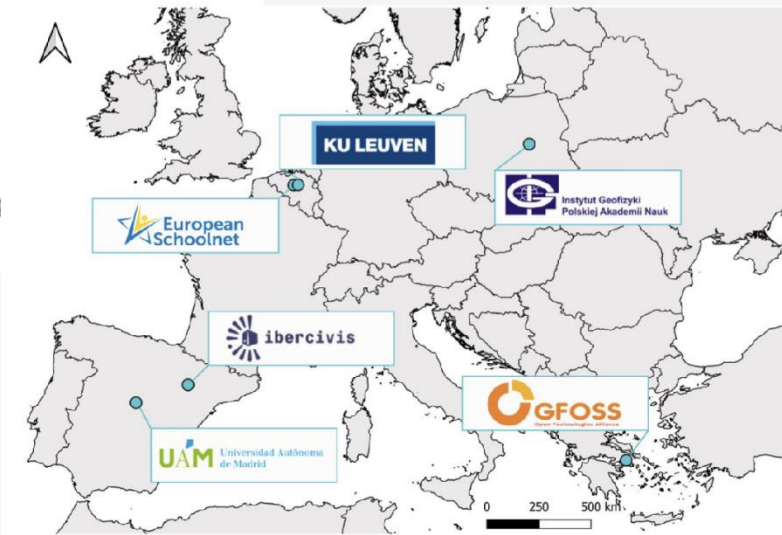 KU LEUVEN
Instytut Geofizyki
Polskiej Akademii Nauk
European
Schoolnet
ibercivis
GFOSS
Open Technologies Alliance
UAM Universidad Autónoma
de Madrid
0 250 500 km